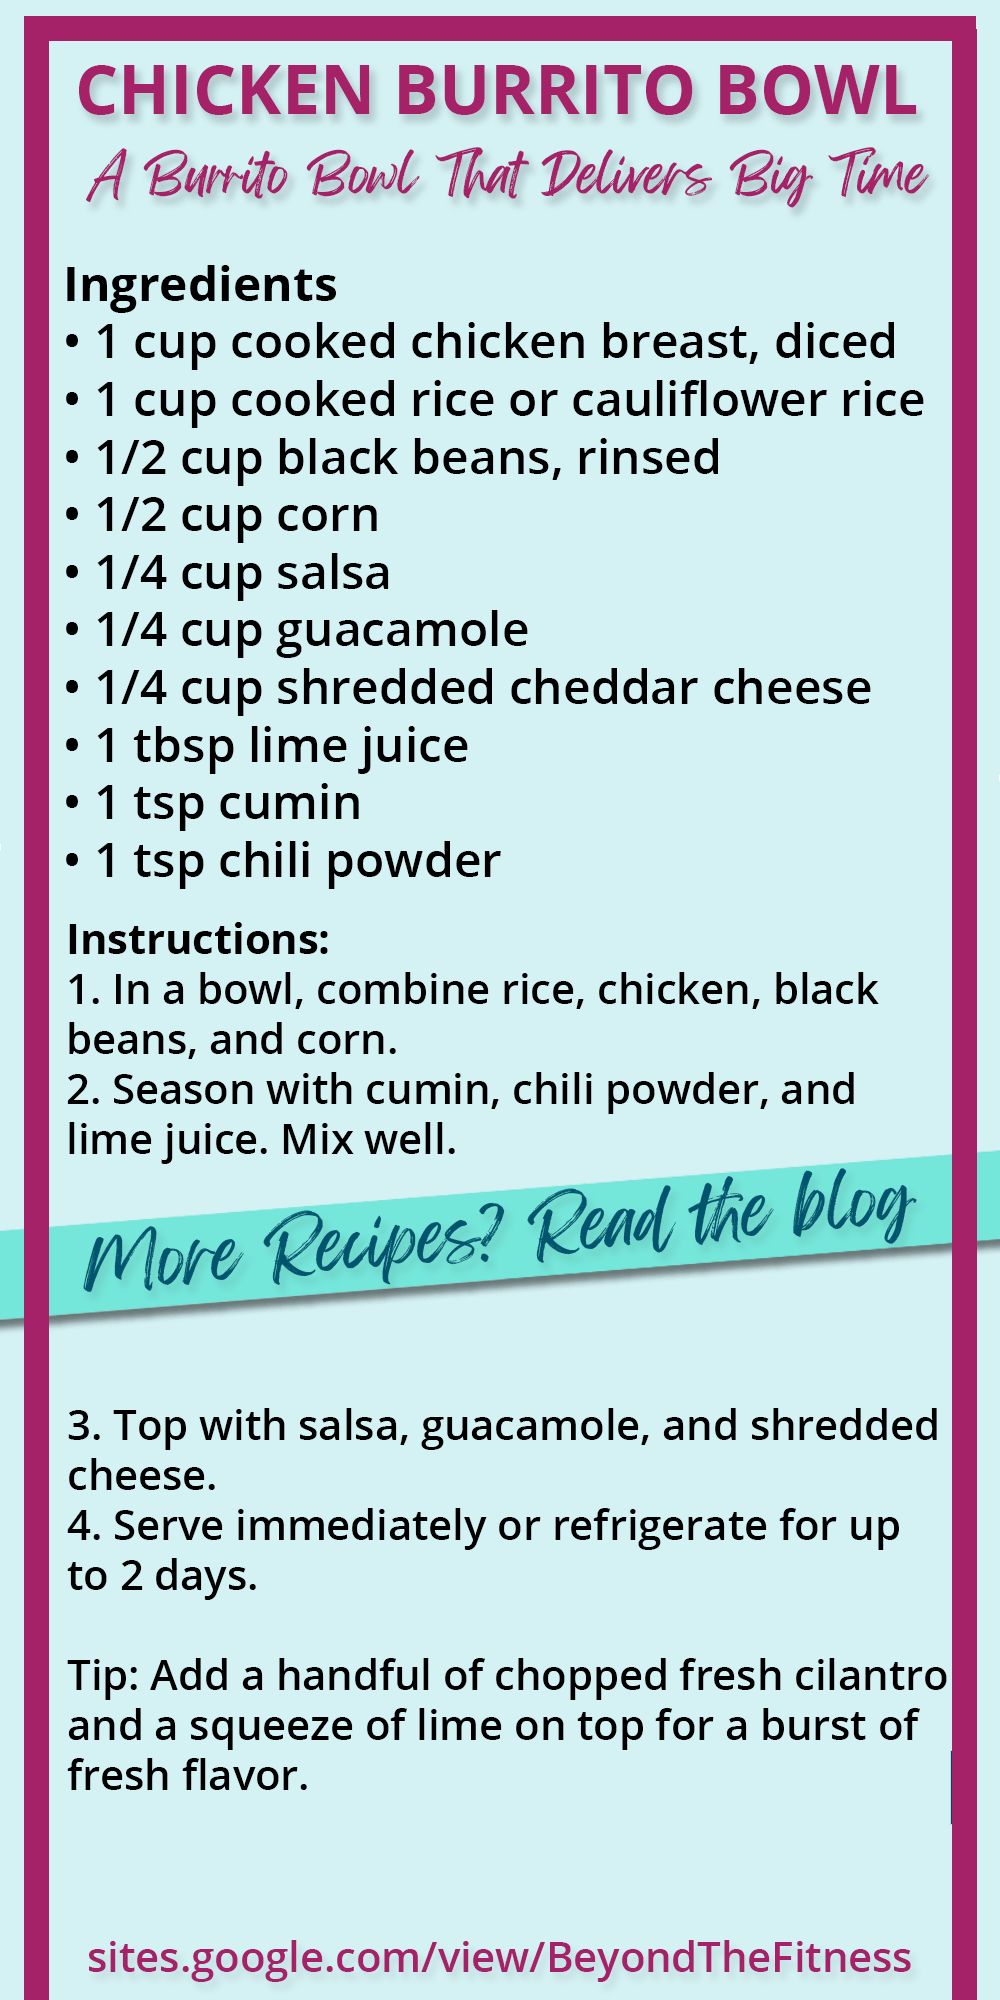 CHICKEN BURRITO BOWL
A Burrito Bowl That Delivers Big Time
Ingredients
• 1 cup cooked chicken breast, diced
• 1 cup cooked rice or cauliflower rice
• 1/2 cup black beans, rinsed
• 1/2 cup corn
• 1/4 cup salsa
• 1/4 cup guacamole
• 1/4 cup shredded cheddar cheese
• 1 tbsp lime juice
• 1 tsp cumin
• 1 tsp chili powder
Instructions:
1. In a bowl, combine rice, chicken, black
beans, and corn.
2. Season with cumin, chili powder, and
lime juice. Mix well.
More Recipes? Read the blog
3. Top with salsa, guacamole, and shredded
cheese.
4. Serve immediately or refrigerate for up
to 2 days.
Tip: Add a handful of chopped fresh cilantro
and a squeeze of lime on top for a burst of
fresh flavor.
sites.google.com/view/BeyondTheFitness